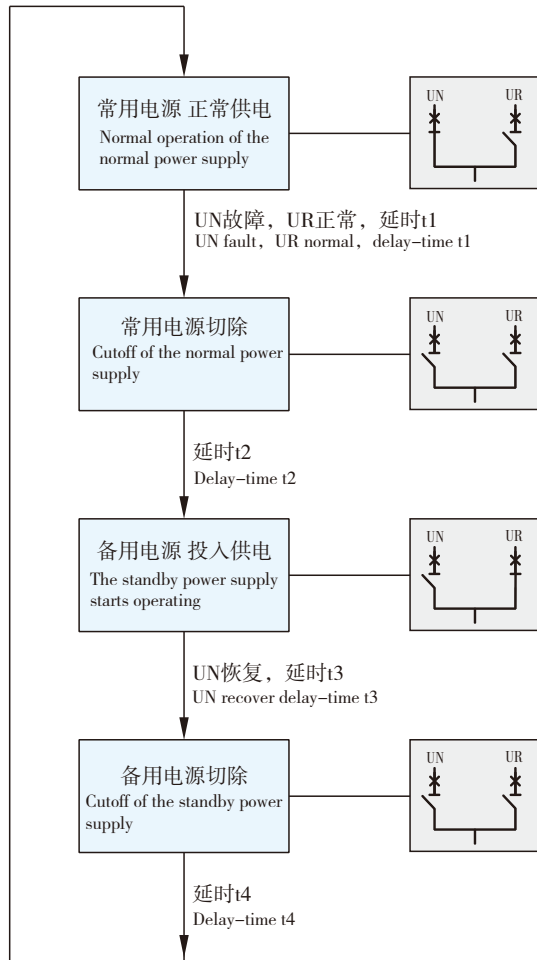 常用电源 正常供电
Normal operation of the
normal power supply
UN UR
UN故障，UR正常，延时t1
UN fault，UR normal，delay-time t1
常用电源切除
Cutoff of the normal power
supply
UN UR
延时t2
Delay-time t2
备用电源 投入供电
The standby power supply
starts operating
UN UR
UN恢复，延时t3
UN recover delay-time t3
备用电源切除
Cutoff of the standby power
supply
UN UR
延时t4
Delay-time t4